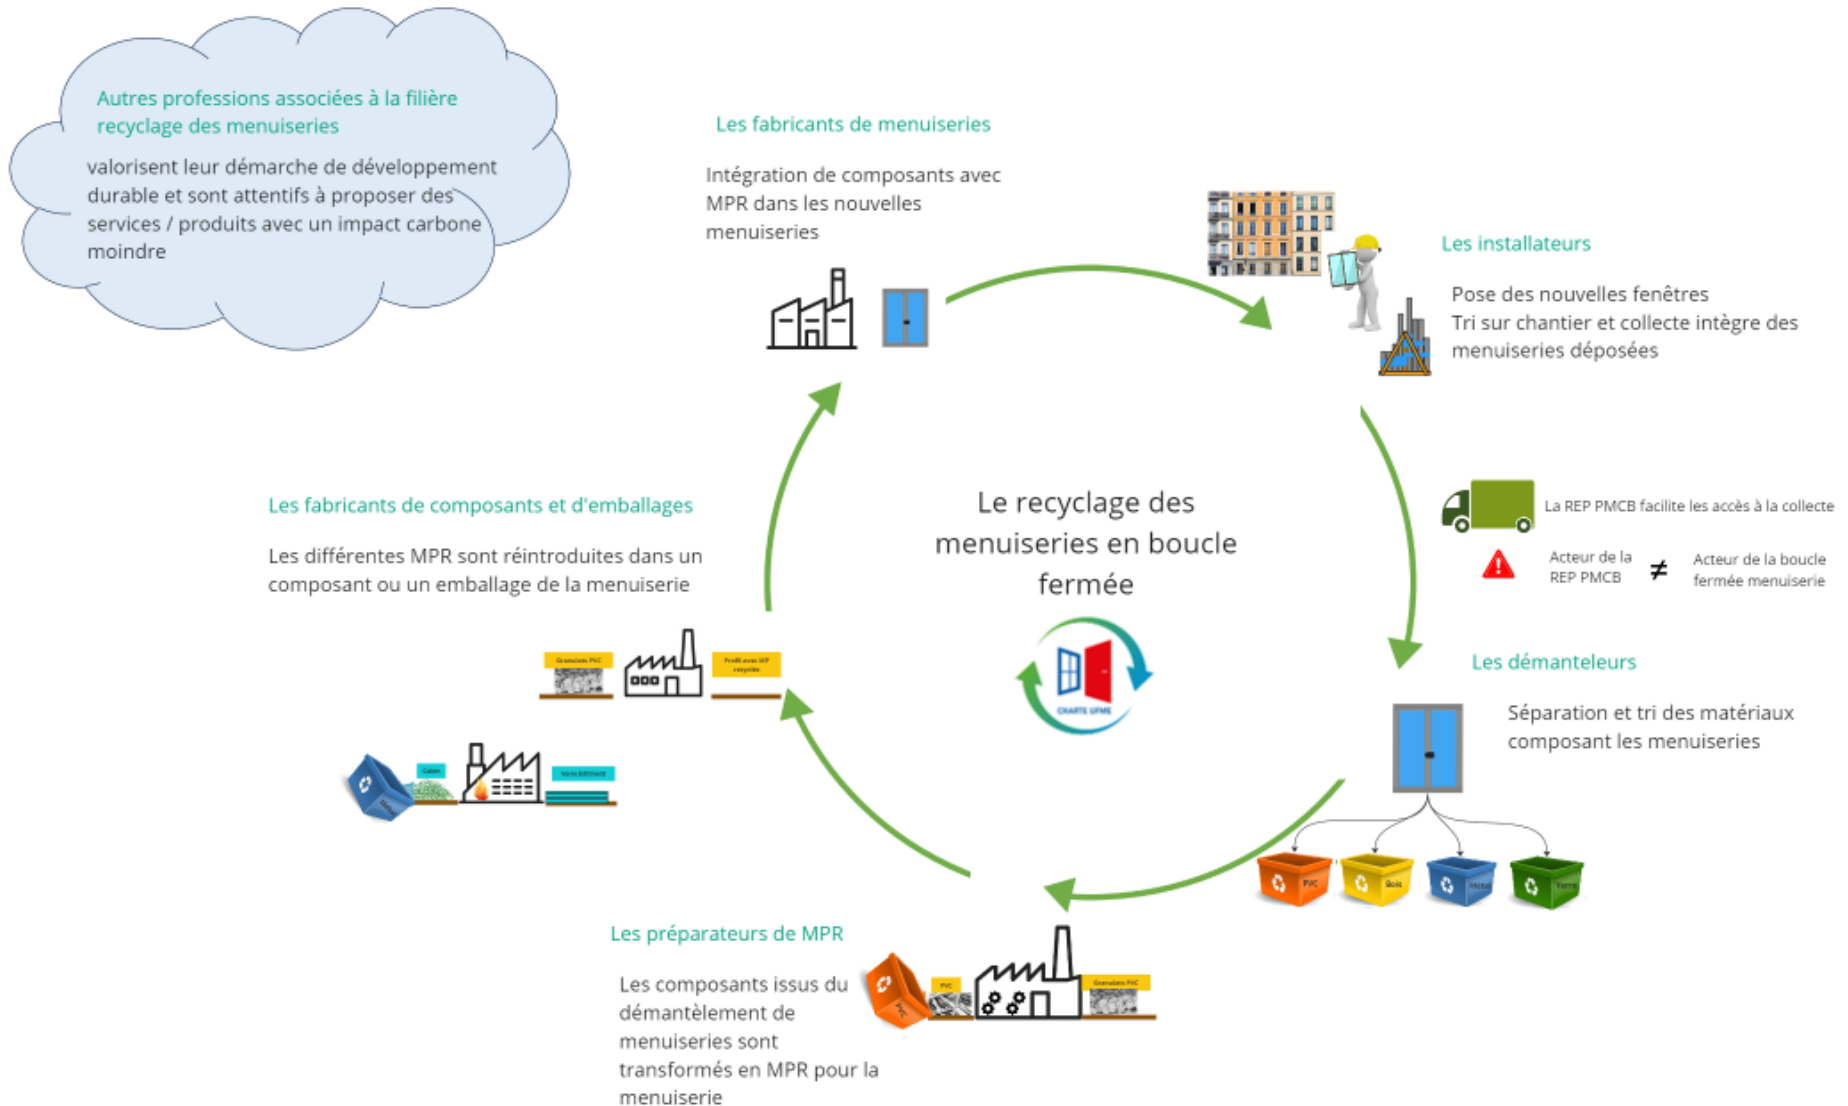 Autres professions associées à la filière
recyclage des menuiseries
valorisent leur démarche de développement
durable et sont attentifs à proposer des
services / produits avec un impact carbone
moindre
Les fabricants de menuiseries
Intégration de composants avec
MPR dans les nouvelles
menuiseries
Les installateurs
Pose des nouvelles fenêtres
Tri sur chantier et collecte intègre des
menuiseries déposées
La REP PMCB facilite les accès à la collecte
Acteur de la
REP PMCB
≠
Acteur de la boucle
fermée menuiserie
Le recyclage des
menuiseries en boucle
fermée
CHARTE UFME
Les fabricants de composants et d'emballages
Les différentes MPR sont réintroduites dans un
composant ou un emballage de la menuiserie
Granulats PVC
Profil avec MP
recyclée
Calcin
Verre bâtiment
Les démanteleurs
Séparation et tri des matériaux
composant les menuiseries
PVC
Bois
Métal
Verre
Les préparateurs de MPR
Les composants issus du
démantèlement de
menuiseries sont
transformés en MPR pour la
menuiserie
PVC
PVC
Granulats PVC